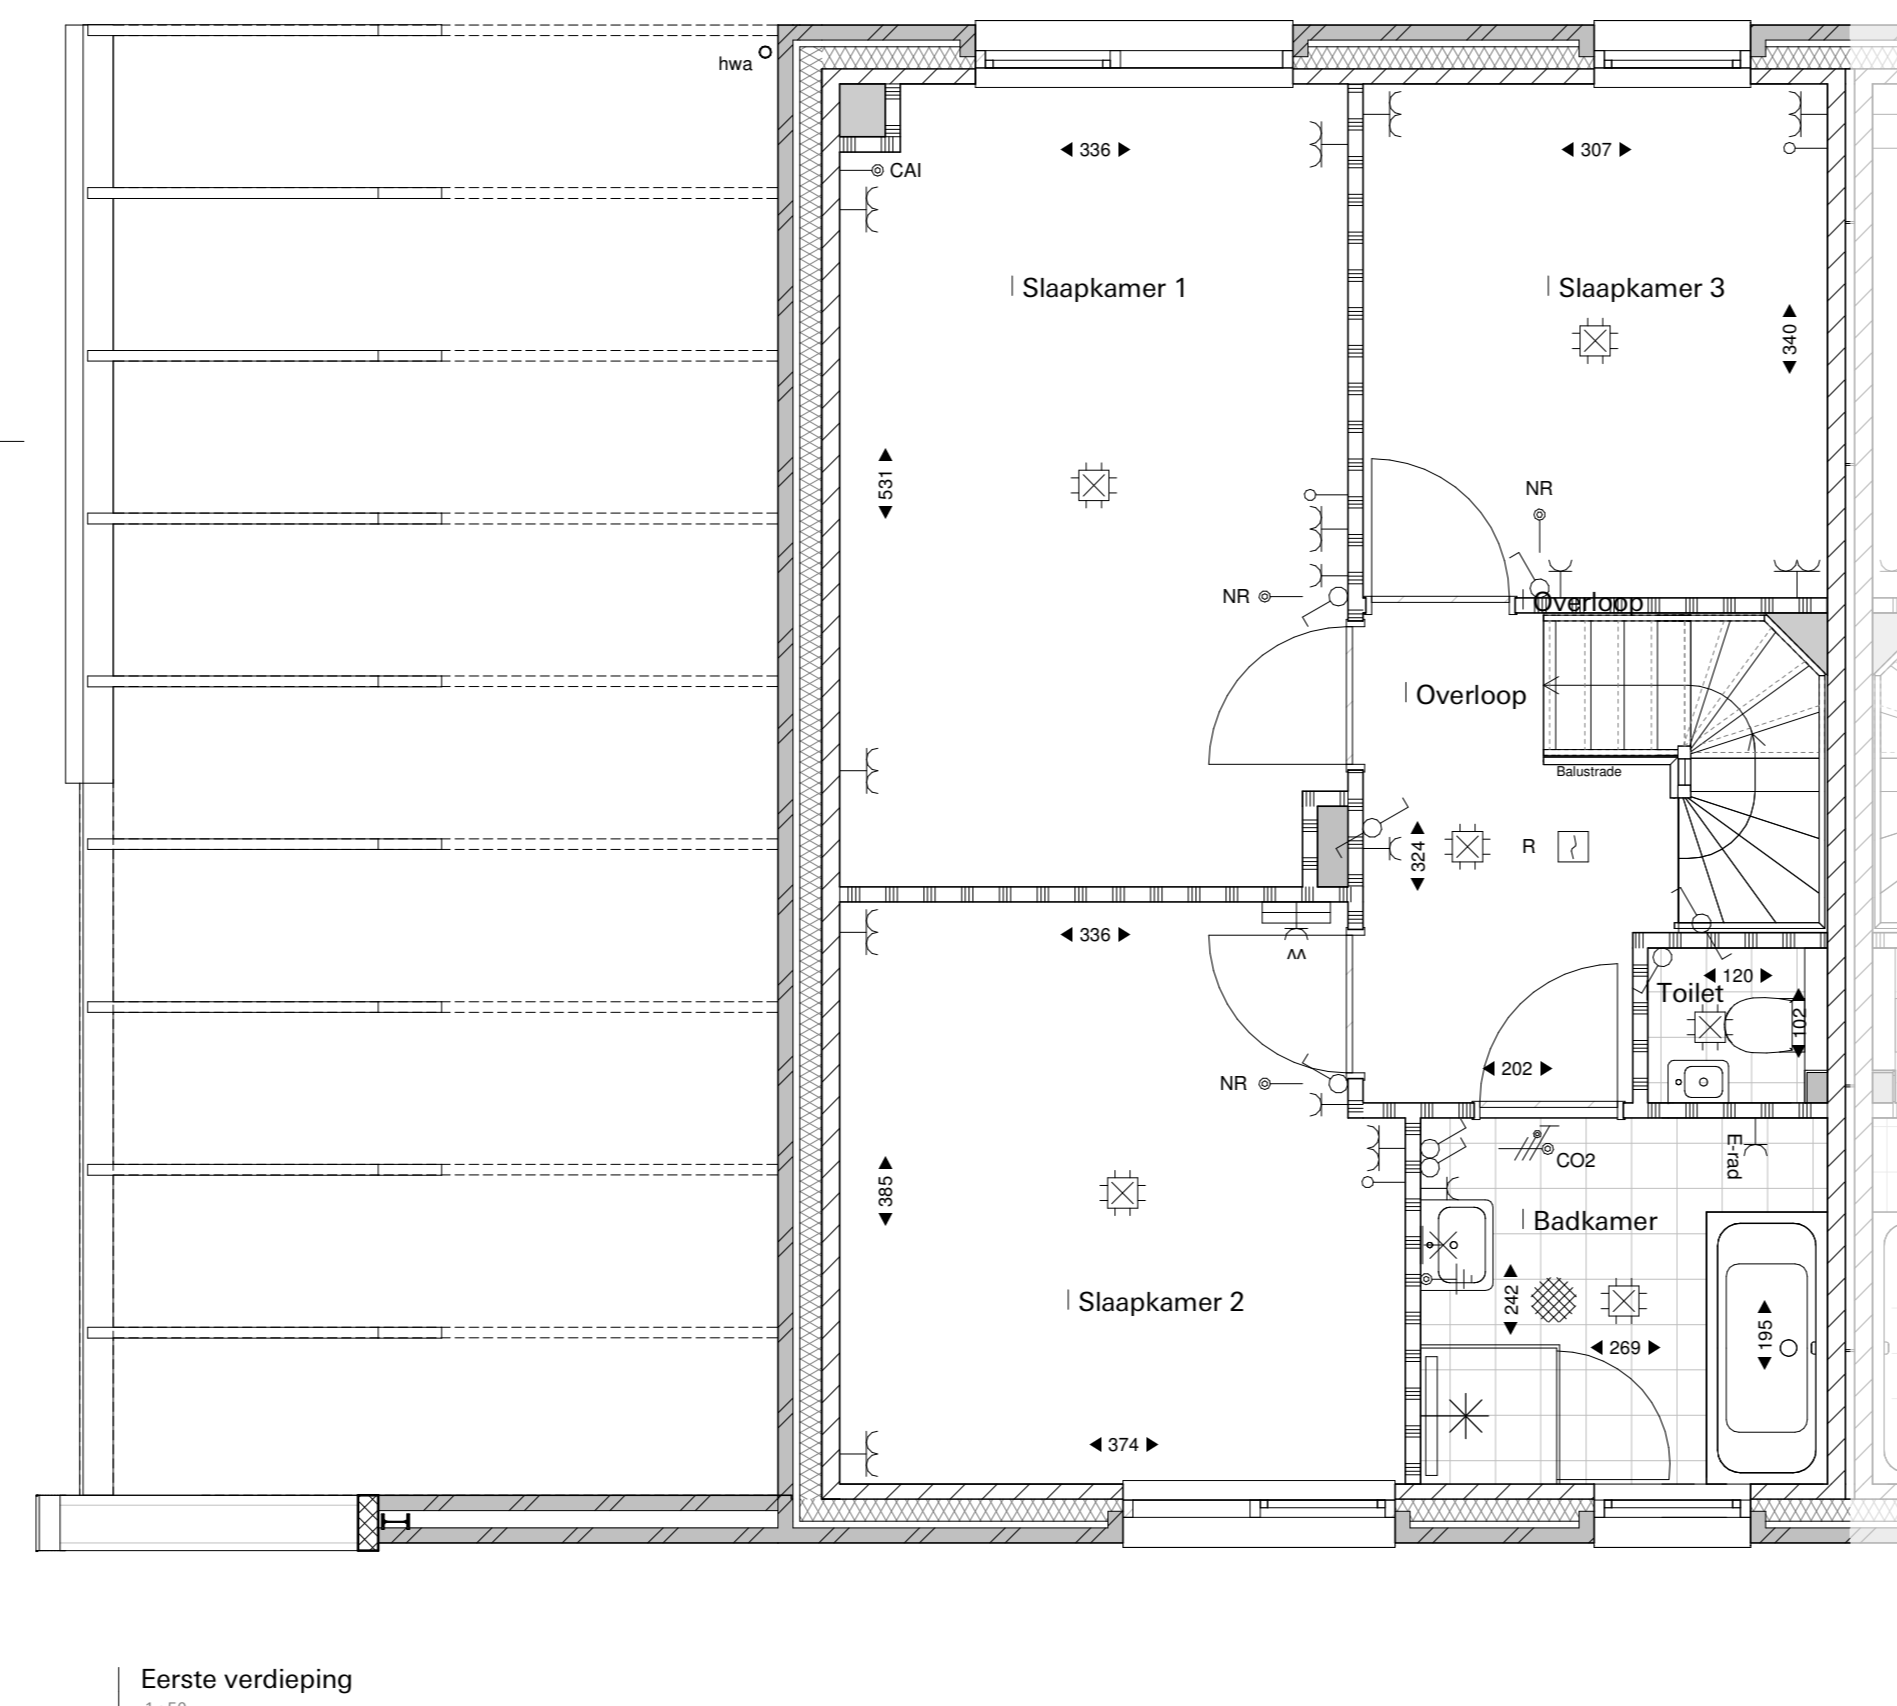 hwa
336
307
CAI
Slaapkamer 1
Slaapkamer 3
340
531
NR
NR
Overloop
Overloop
Balustrade
324
R
336
120
Toilet
102
202
NR
CO2
E-rad
385
Badkamer
242
Slaapkamer 2
269
195
374
Eerste verdieping